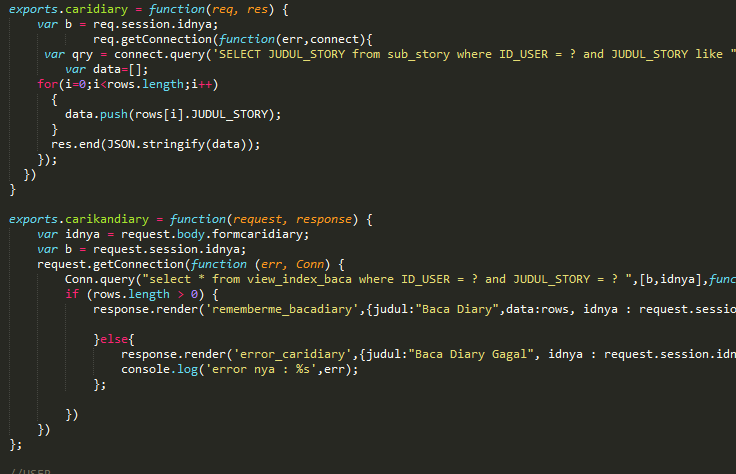 exports.caridiary = function(req, res) {
var b = req.session.idnya;
req.getConnection(function(err,connect){
var qry = connect.query('SELECT JUDUL_STORY from sub_story where ID_USER = ? and JUDUL_STORY like "
var data=[];
for(i=0;i<rows.length;i++)
{
data.push(rows[i].JUDUL_STORY);
}
res.end(JSON.stringify(data));
});
})
}
exports.carikandiary = function(request, response) {
var idnya = request.body.formcaridiary;
var b = request.session.idnya;
request.getConnection(function (err, Conn) {
Conn.query("select * from view_index_baca where ID_USER = ? and JUDUL_STORY = ? ",[b,idnya],func
if (rows.length > 0) {
response.render('rememberme_bacadiary',{judul:"Baca Diary",data:rows, idnya : request.sessio
}else{
response.render('error_caridiary',{judul:"Baca Diary Gagal", idnya : request.session.idn
console.log('error nya : %s',err);
};
})
})
};
//USER